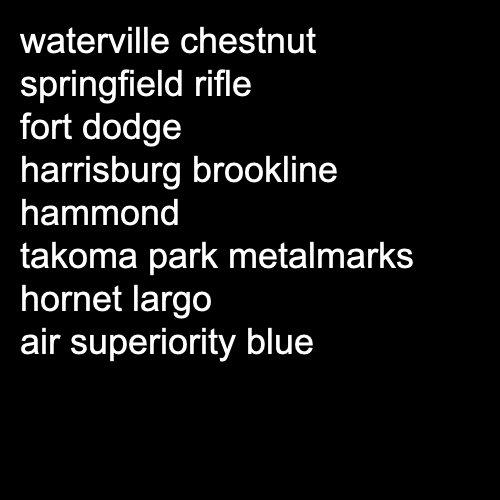 waterville chestnut
springfield rifle
fort dodge
harrisburg brookline
hammond
takoma park metalmarks
hornet largo
air superiority blue